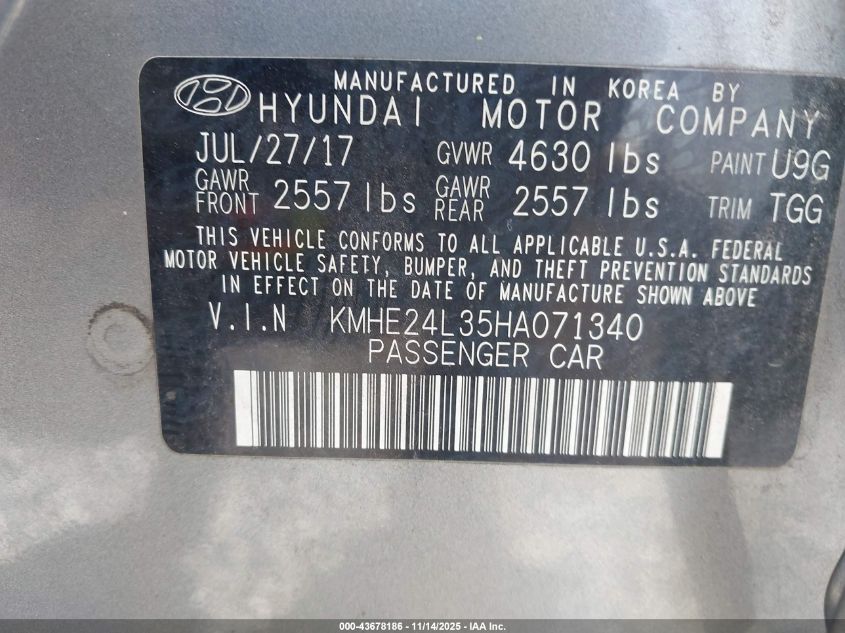 MANUFACTURED IN KOREA BY
HYUNDAI MOTOR COMPANY
JUL/27/17 GVWR 4630 lbs PAINT U9G
GAWR FRONT 2557 lbs GAWR REAR 2557 lbs TRIM TGG
THIS VEHICLE CONFORMS TO ALL APPLICABLE U.S.A. FEDERAL
MOTOR VEHICLE SAFETY, BUMPER, AND THEFT PREVENTION STANDARDS
IN EFFECT ON THE DATE OF MANUFACTURE SHOWN ABOVE
V.I.N KMHE24L35HA071340
PASSENGER CAR
000-43678186 - 11/14/2025 - IAA Inc.